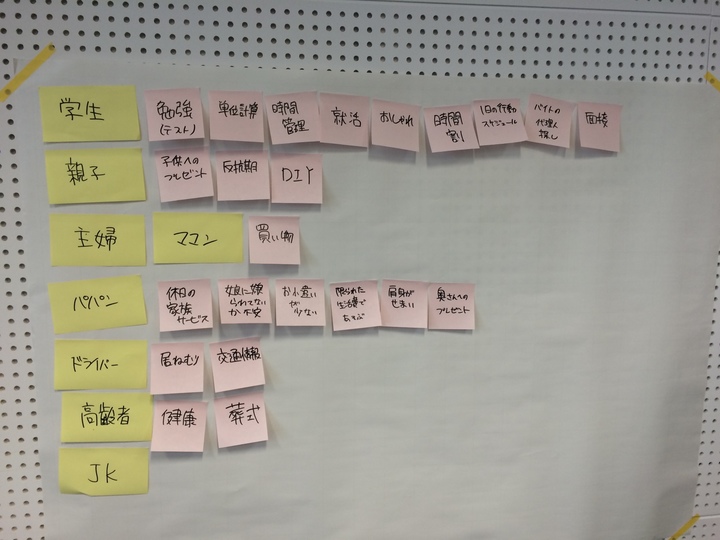 学生
勉強
(テスト)
単位計算
時間
管理
就活
おしゃれ
時間
割
1日の行動
スケジュール
バイトの
代理人
探し
面接
親子
子供への
プレゼント
反抗期
DIY
主婦
ママン
買い物
パパン
休日の
家族
サービス
娘に嫌
られてない
か不安
お小遣い
が
少ない
限られた
生活費で
あそぶ
肩身が
せまい
奥さんへの
プレゼント
ドライバー
居ねむり
交通情報
高齢者
健康
葬式
JK